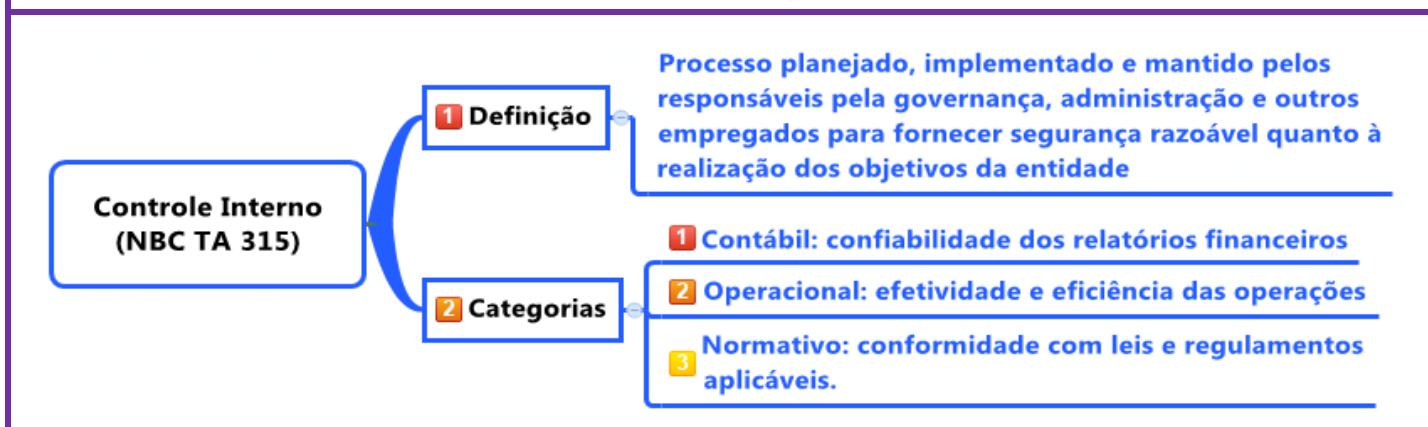 Controle Interno
(NBC TA 315)
1 Definição
Processo planejado, implementado e mantido pelos
responsáveis pela governança, administração e outros
empregados para fornecer segurança razoável quanto à
realização dos objetivos da entidade
2 Categorias
1 Contábil: confiabilidade dos relatórios financeiros
2 Operacional: efetividade e eficiência das operações
3 Normativo: conformidade com leis e regulamentos
aplicáveis.